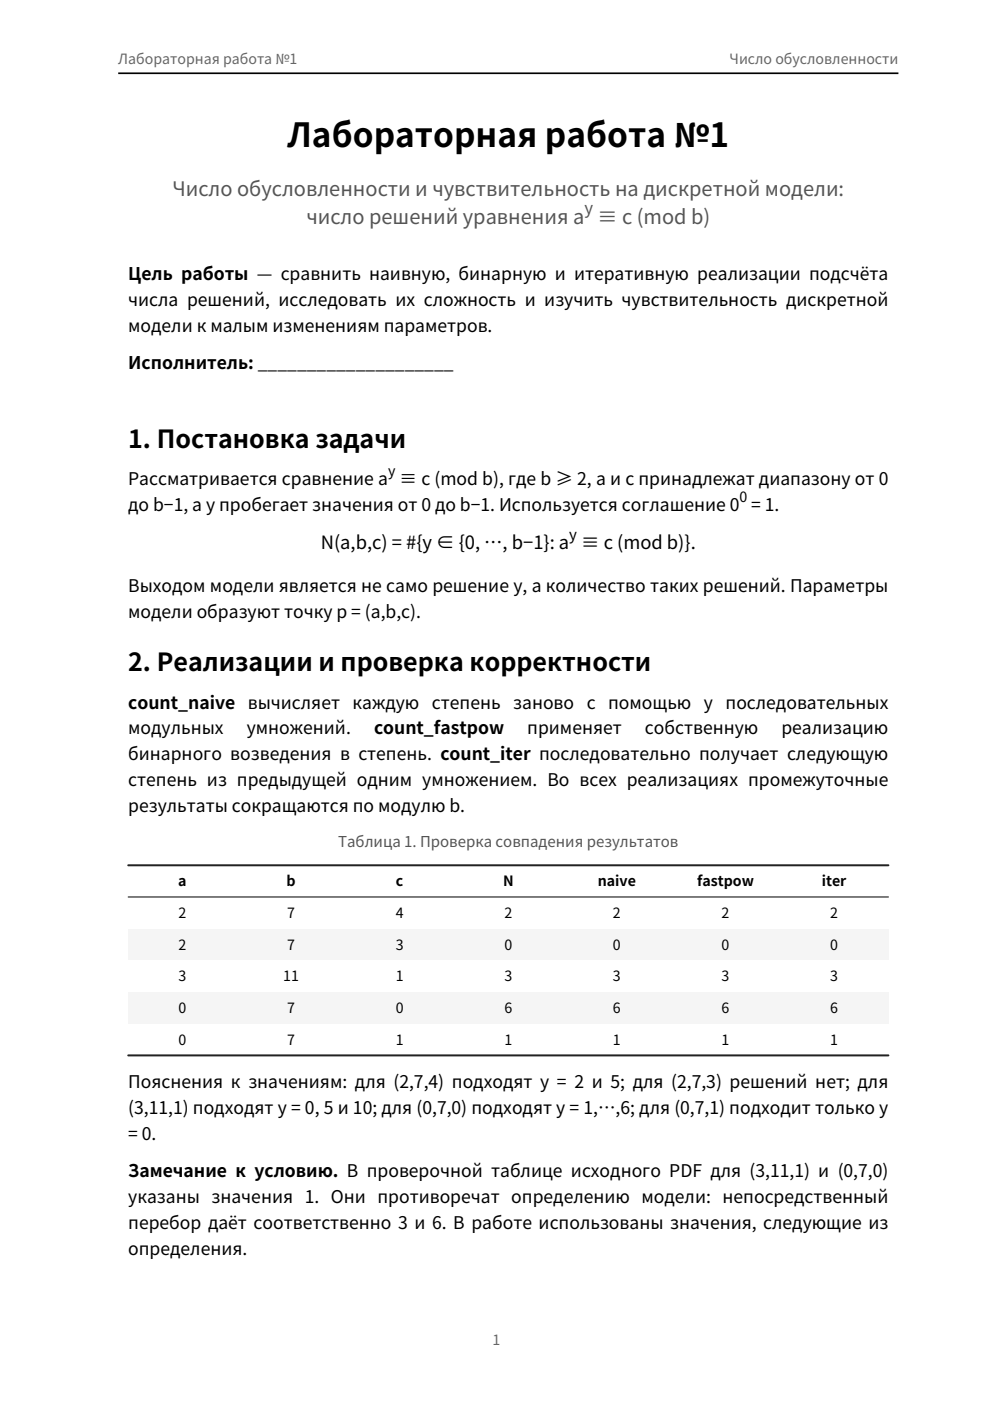 Лабораторная работа №1 Число обусловленности
Лабораторная работа №1
Число обусловленности и чувствительность на дискретной модели:
число решений уравнения a^y ≡ c (mod b)
Цель работы — сравнить наивную, бинарную и итеративную реализации подсчёта
числа решений, исследовать их сложность и изучить чувствительность дискретной
модели к малым изменениям параметров.
Исполнитель: ____________________
1. Постановка задачи
Рассматривается сравнение a^y ≡ c (mod b), где b ⩾ 2, a и c принадлежат диапазону от 0
до b−1, а y пробегает значения от 0 до b−1. Используется соглашение 0^0 = 1.
N(a,b,c) = #{y ∈ {0, ⋯, b−1}: a^y ≡ c (mod b)}.
Выходом модели является не само решение y, а количество таких решений. Параметры
модели образуют точку p = (a,b,c).
2. Реализации и проверка корректности
count_naive вычисляет каждую степень заново с помощью y последовательных
модульных умножений. count_fastpow применяет собственную реализацию
бинарного возведения в степень. count_iter последовательно получает следующую
степень из предыдущей одним умножением. Во всех реализациях промежуточные
результаты сокращаются по модулю b.
Таблица 1. Проверка совпадения результатов
a b c N naive fastpow iter
2 7 4 2 2 2 2
2 7 3 0 0 0 0
3 11 1 3 3 3 3
0 7 0 6 6 6 6
0 7 1 1 1 1 1
Пояснения к значениям: для (2,7,4) подходят y = 2 и 5; для (2,7,3) решений нет; для
(3,11,1) подходят y = 0, 5 и 10; для (0,7,0) подходят y = 1,⋯,6; для (0,7,1) подходит только y
= 0.
Замечание к условию. В проверочной таблице исходного PDF для (3,11,1) и (0,7,0)
указаны значения 1. Они противоречат определению модели: непосредственный
перебор даёт соответственно 3 и 6. В работе использованы значения, следующие из
определения.
1